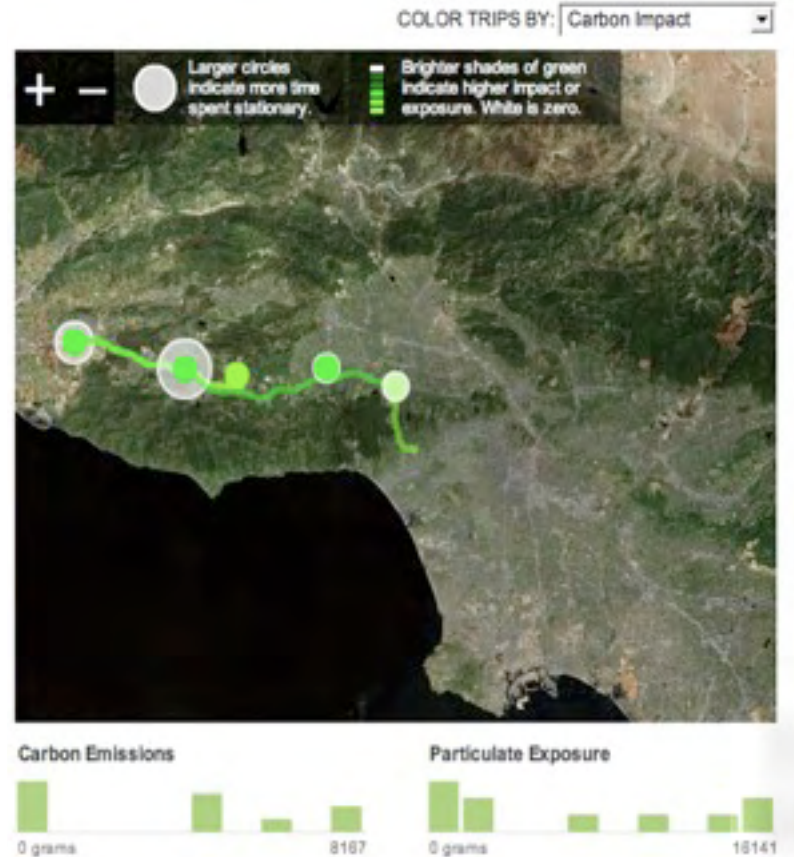 COLOR TRIPS BY: Carbon Impact
+ −
Larger circles
indicate more time
spent stationary.
Brighter shades of green
indicate higher impact or
exposure. White is zero.
Carbon Emissions
0 grams 8167
Particulate Exposure
0 grams 16141